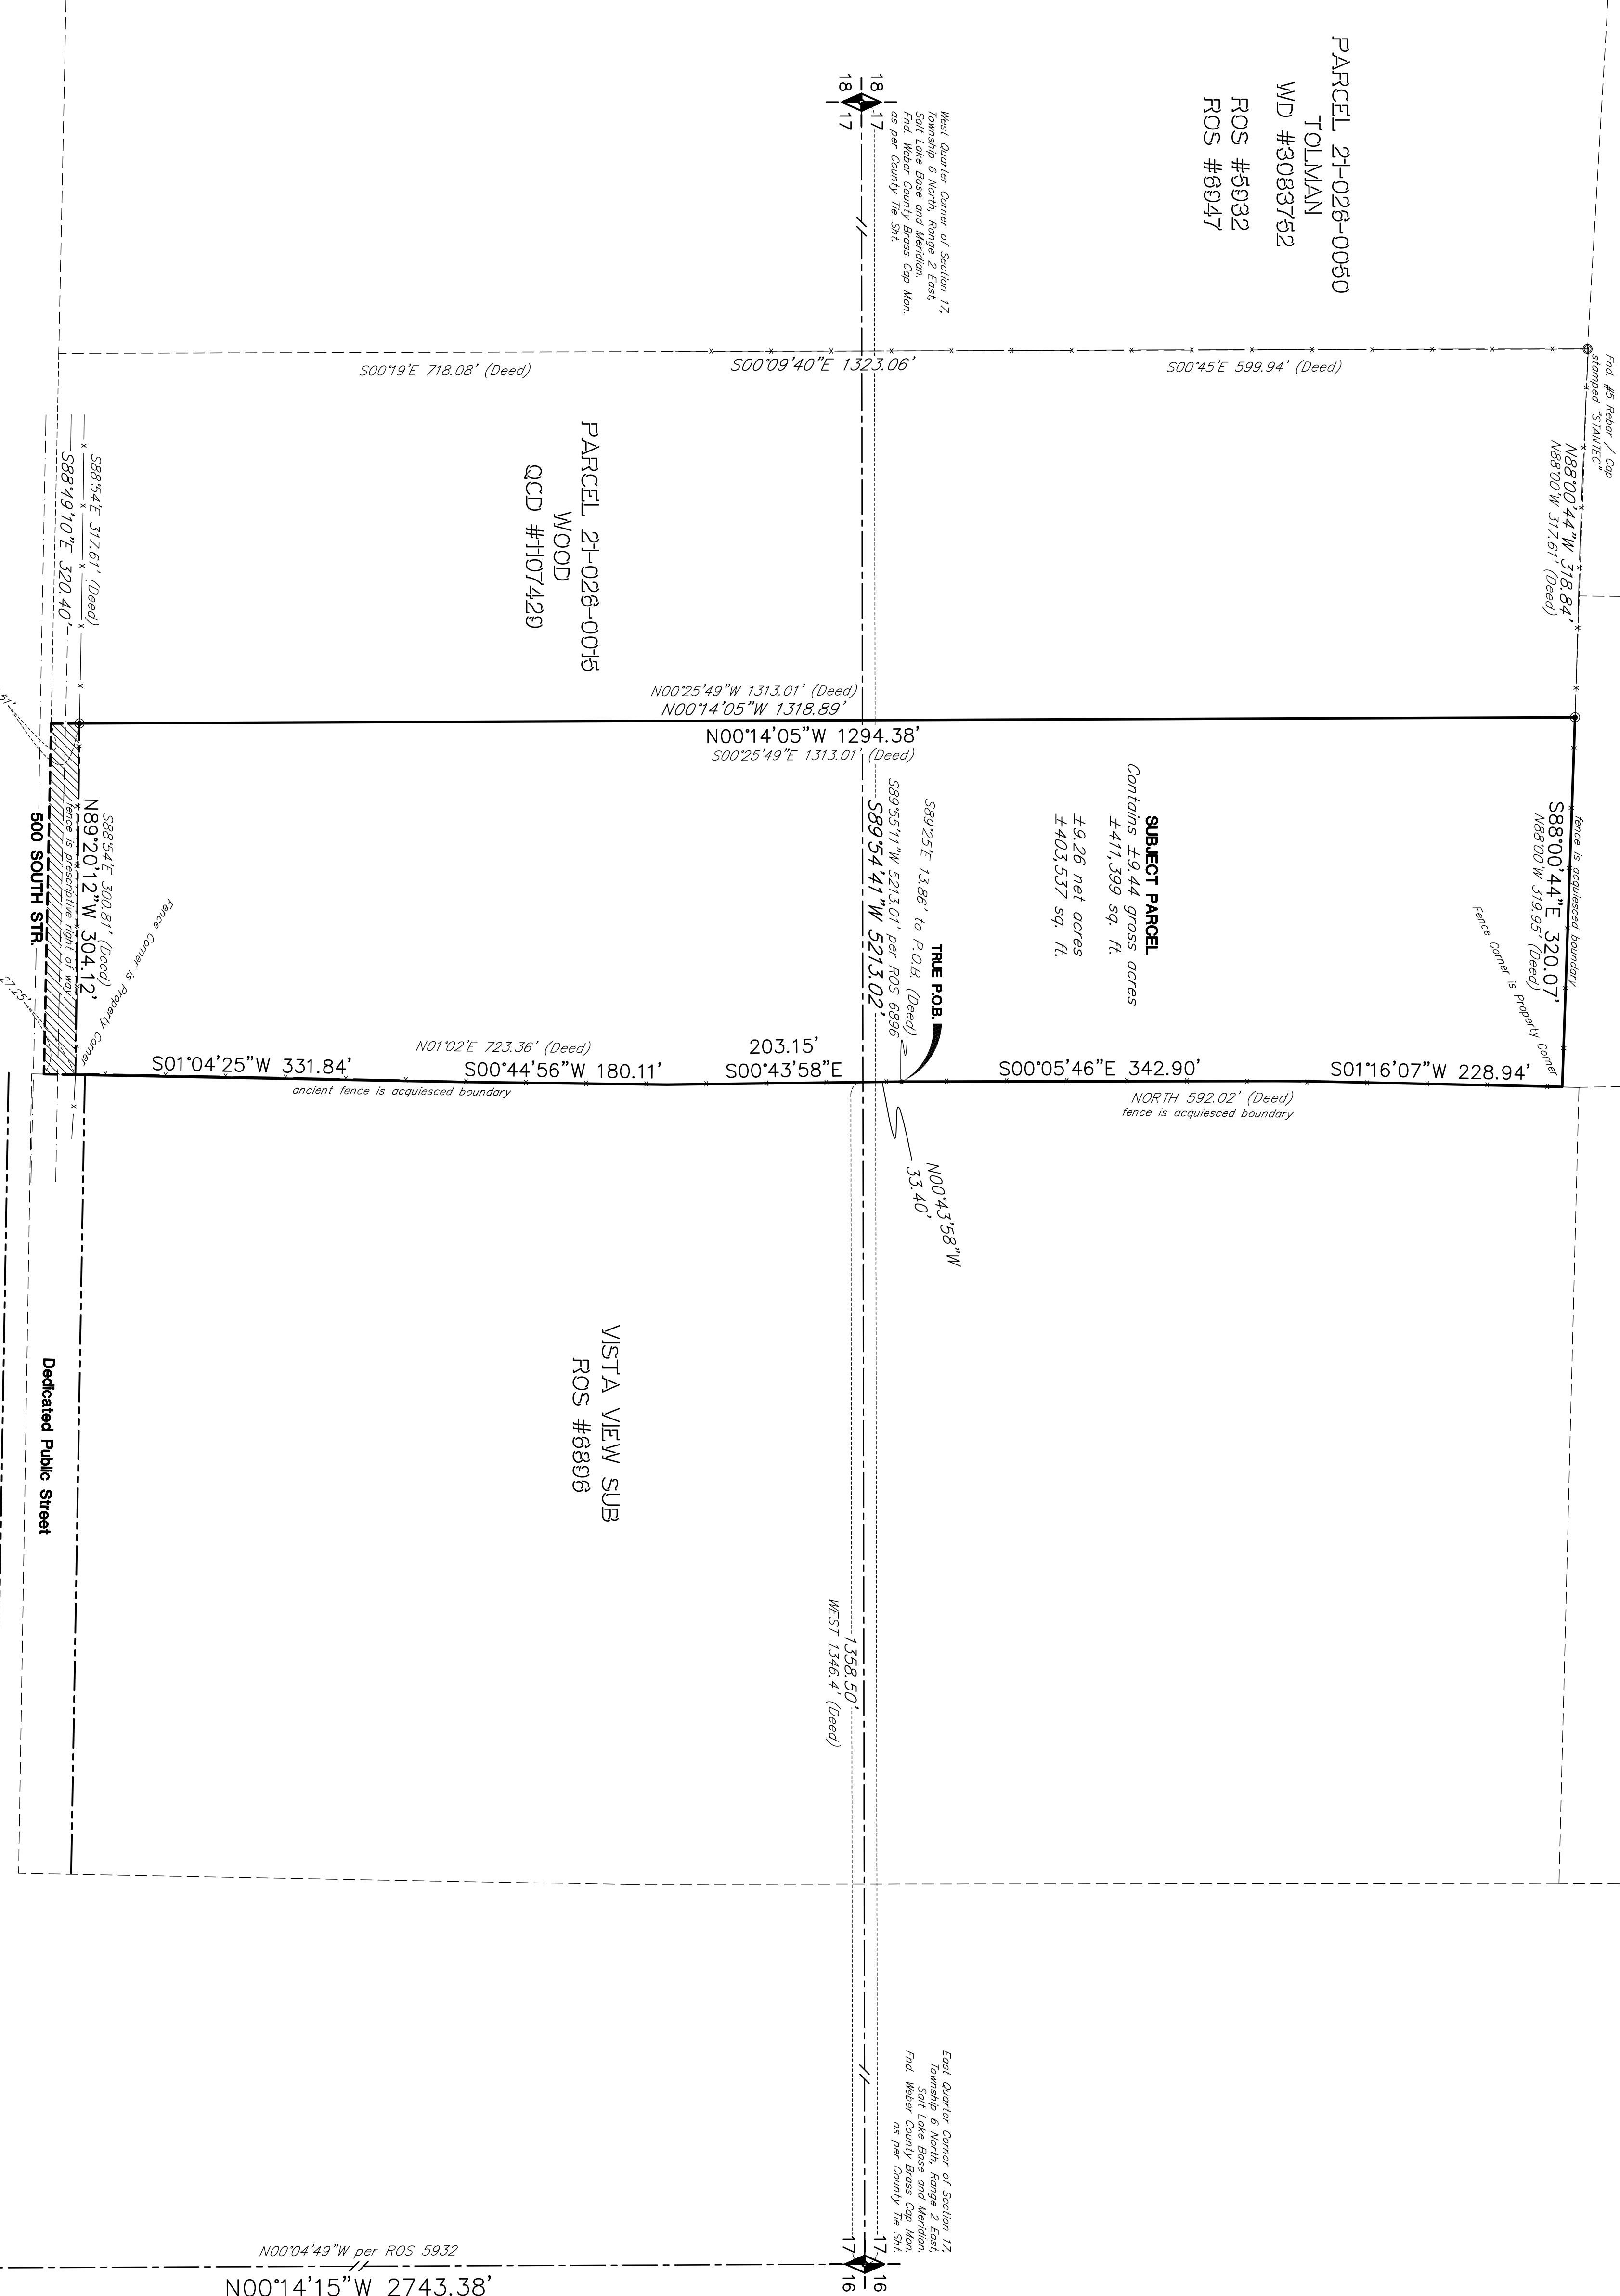 PARCEL 21-026-0050
TOLMAN
WD #3083752
ROS #5932
ROS #6947
18
18
17
17
West Quarter Corner of Section 17,
Township 6 North, Range 2 East,
Salt Lake Base and Meridian.
Fnd. Weber County Brass Cap Mon.
as per County Tie Sht.
Fnd. #5 Rebar / Cap
stamped "STANTEC"
S00°19'E 718.08' (Deed)
S00°09'40"E 1323.06'
S00°45'E 599.94' (Deed)
N88°00'44"W 318.84'
N88°00'W 317.61' (Deed)
PARCEL 21-026-0015
WOOD
QCD #1107429
S88°54'E 317.61' (Deed)
S88°49'10"E 320.40'
N00°25'49"W 1313.01' (Deed)
N00°14'05"W 1318.89'
N00°14'05"W 1294.38'
S00°25'49"E 1313.01' (Deed)
fence is acquiesced boundary
S88°00'44"E 320.07'
N88°00'W 319.95' (Deed)
Fence Corner is Property Corner
SUBJECT PARCEL
Contains ±9.44 gross acres
±411,399 sq. ft.
±9.26 net acres
±403,537 sq. ft.
TRUE P.O.B.
S89°25'E 13.86' to P.O.B. (Deed)
S89°55'11"W 5213.01' per ROS 6896
S89°54'41"W 5213.02'
Fence Corner is Property Corner
S88°54'E 300.81' (Deed)
N89°20'12"W 304.12'
fence is prescriptive right of way
500 SOUTH STR.
51'
27.25'
S01°04'25"W 331.84'
N01°02'E 723.36' (Deed)
S00°44'56"W 180.11'
203.15'
S00°43'58"E
S00°05'46"E 342.90'
S01°16'07"W 228.94'
ancient fence is acquiesced boundary
NORTH 592.02' (Deed)
fence is acquiesced boundary
N00°43'58"W
33.40'
VISTA VIEW SUB
ROS #6896
Dedicated Public Street
1358.50'
WEST 1346.4' (Deed)
East Quarter Corner of Section 17,
Township 6 North, Range 2 East,
Salt Lake Base and Meridian.
Fnd. Weber County Brass Cap Mon.
as per County Tie Sht.
17
17
16
16
N00°04'49"W per ROS 5932
N00°14'15"W 2743.38'